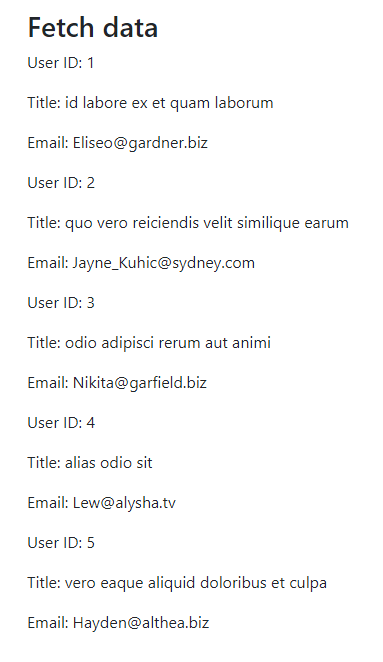 Fetch data
User ID: 1
Title: id labore ex et quam laborum
Email: Eliseo@gardner.biz
User ID: 2
Title: quo vero reiciendis velit similique earum
Email: Jayne_Kuhic@sydney.com
User ID: 3
Title: odio adipisci rerum aut animi
Email: Nikita@garfield.biz
User ID: 4
Title: alias odio sit
Email: Lew@alysha.tv
User ID: 5
Title: vero eaque aliquid doloribus et culpa
Email: Hayden@althea.biz